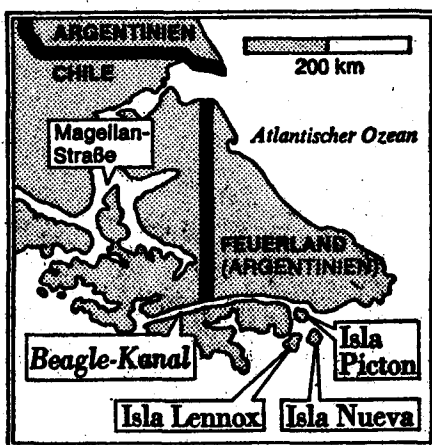 ARGENTINIEN
CHILE
200 km
Magellan-
Straße
Atlantischer Ozean
FEUERLAND
(ARGENTINIEN)
Beagle-Kanal
Isla
Picton
Isla Lennox
Isla Nueva